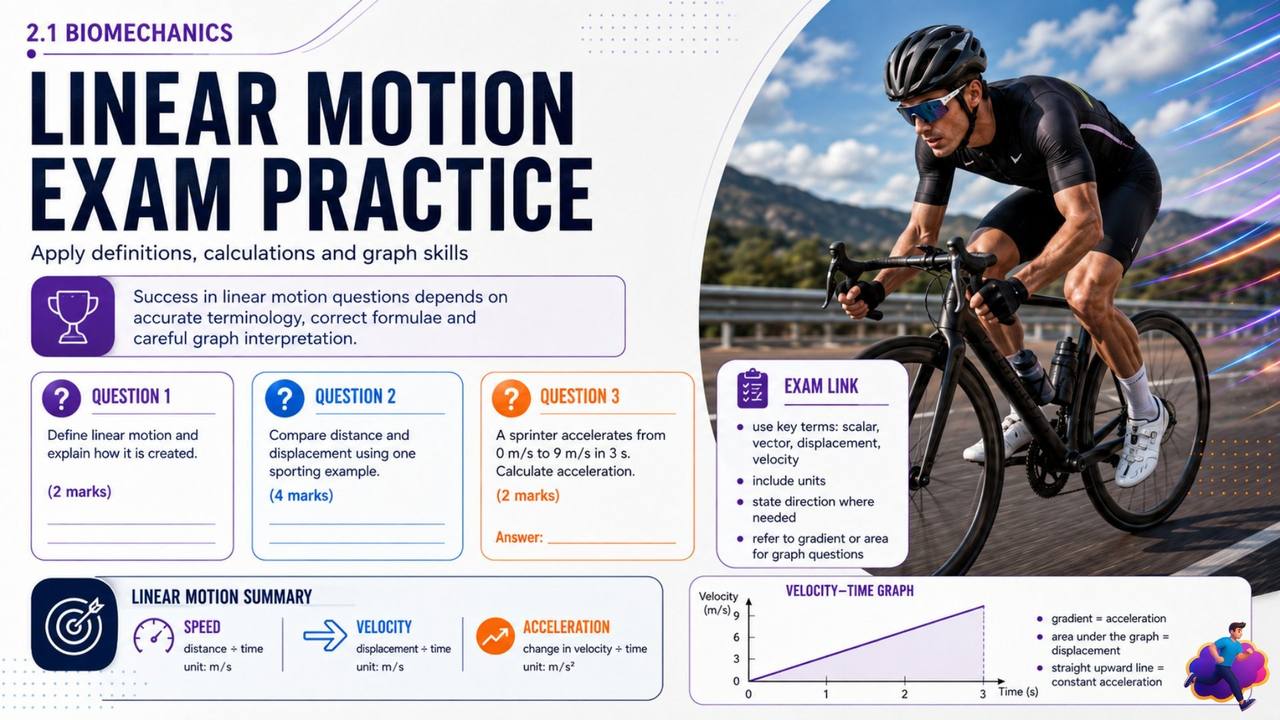 2.1 BIOMECHANICS
LINEAR MOTION
EXAM PRACTICE
Apply definitions, calculations and graph skills
Success in linear motion questions depends on
accurate terminology, correct formulae and
careful graph interpretation.
? QUESTION 1
Define linear motion and
explain how it is created.
(2 marks)
? QUESTION 2
Compare distance and
displacement using one
sporting example.
(4 marks)
? QUESTION 3
A sprinter accelerates from
0 m/s to 9 m/s in 3 s.
Calculate acceleration.
(2 marks)
Answer:
EXAM LINK
• use key terms: scalar,
vector, displacement,
velocity
• include units
• state direction where
needed
• refer to gradient or area
for graph questions
LINEAR MOTION SUMMARY
SPEED
distance ÷ time
unit: m/s
VELOCITY
displacement ÷ time
unit: m/s
ACCELERATION
change in velocity ÷ time
unit: m/s²
VELOCITY–TIME GRAPH
Velocity
(m/s)
9
6
3
0
0 1 2 3 Time (s)
• gradient = acceleration
• area under the graph =
displacement
• straight upward line =
constant acceleration